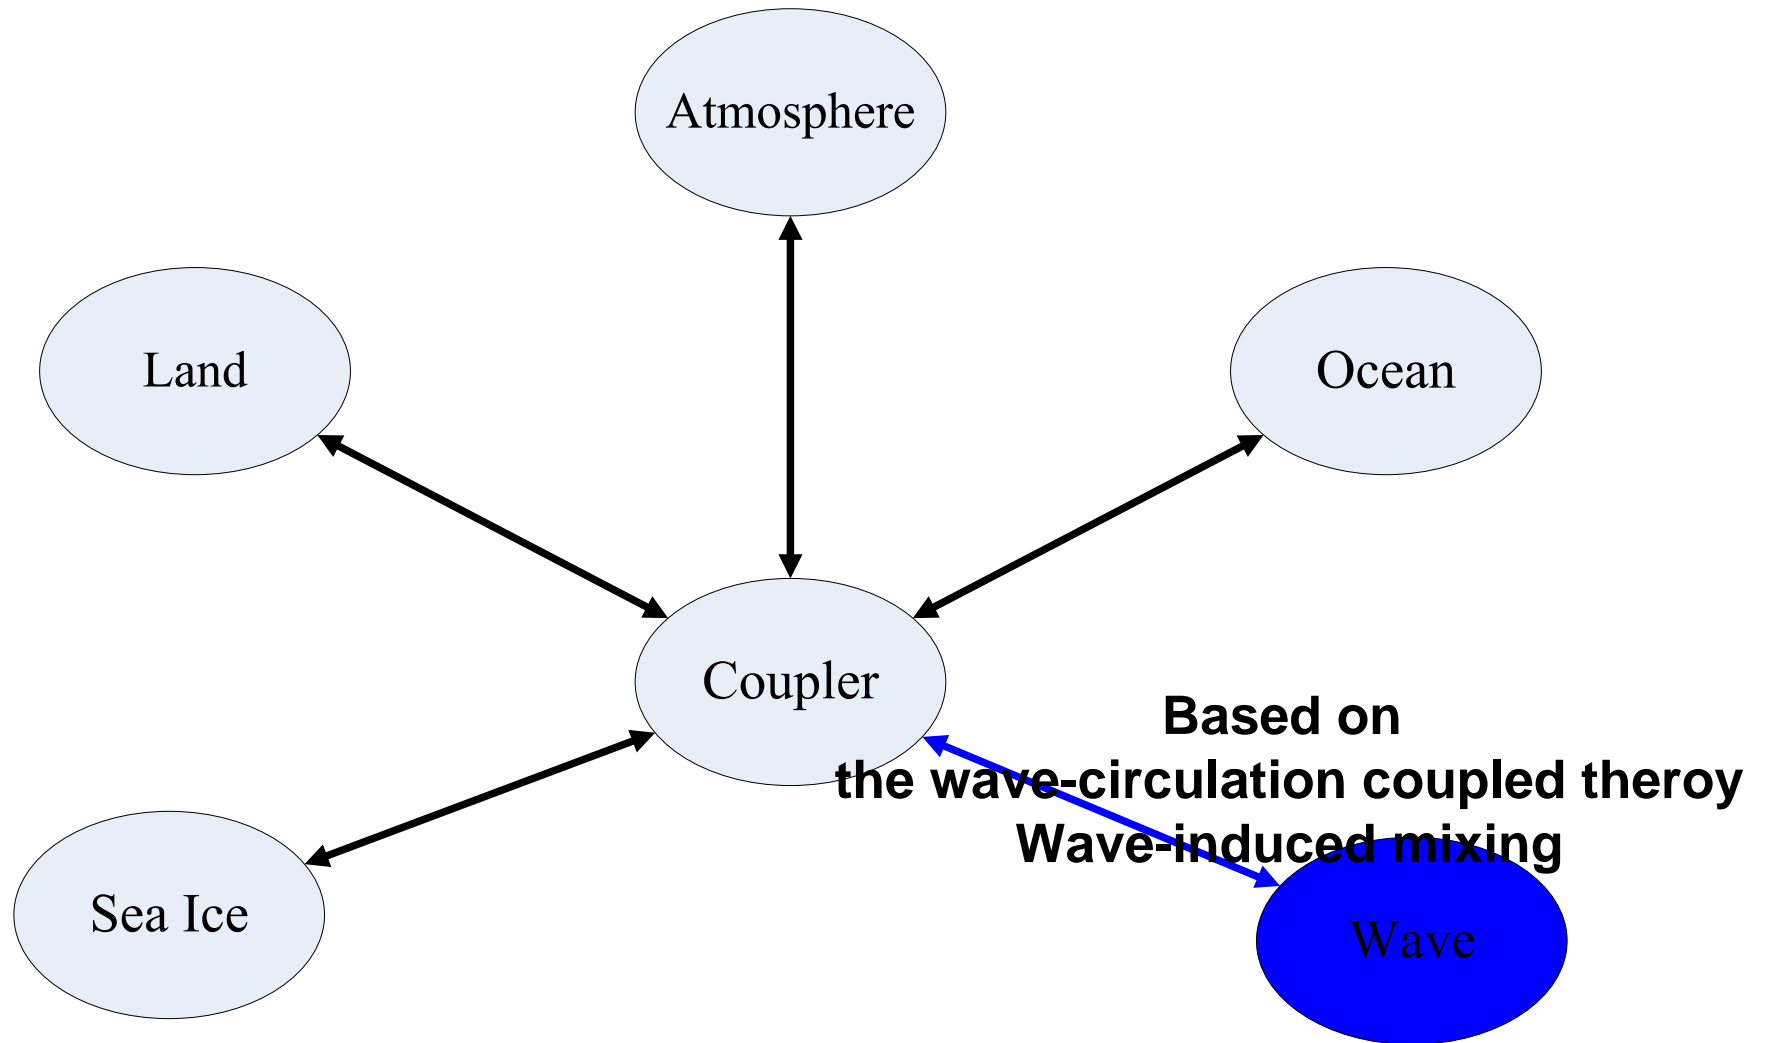 Atmosphere
Land
Ocean
Coupler
Based on
the wave-circulation coupled theroy
Wave-induced mixing
Sea Ice
Wave